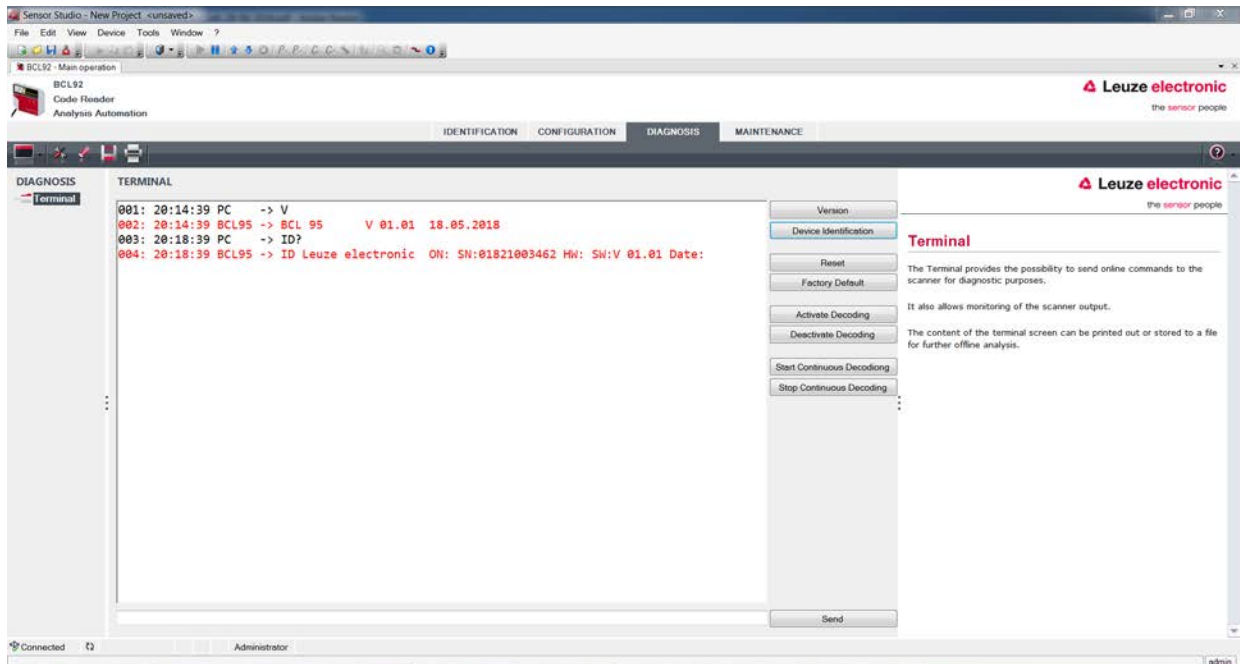 Sensor Studio - New Project <unsaved>
File Edit View Device Tools Window ?
BCL92 - Main operation
BCL92
Code Reader
Analysis Automation
Leuze electronic
the sensor people
IDENTIFICATION CONFIGURATION DIAGNOSIS MAINTENANCE
DIAGNOSIS
Terminal
TERMINAL
001: 20:14:39 PC -> V
002: 20:14:39 BCL95 -> BCL 95 V 01.01 18.05.2018
003: 20:18:39 PC -> ID?
004: 20:18:39 BCL95 -> ID Leuze electronic ON: SN:01821003462 HW: SW:V 01.01 Date:
Version
Device Identification
Reset
Factory Default
Activate Decoding
Deactivate Decoding
Start Continuous Decodiong
Stop Continuous Decoding
Send
Leuze electronic
the sensor people
Terminal
The Terminal provides the possibility to send online commands to the
scanner for diagnostic purposes.
It also allows monitoring of the scanner output.
The content of the terminal screen can be printed out or stored to a file
for further offline analysis.
Connected Administrator
admin